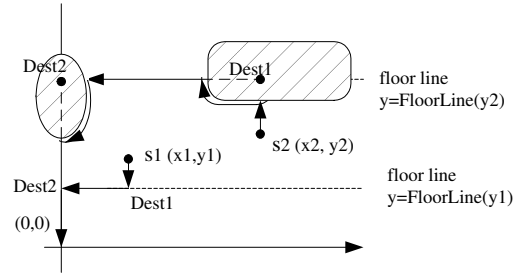 Dest2
Dest1
floor line
y=FloorLine(y2)
s1 (x1,y1)
s2 (x2, y2)
floor line
y=FloorLine(y1)
Dest2
Dest1
(0,0)